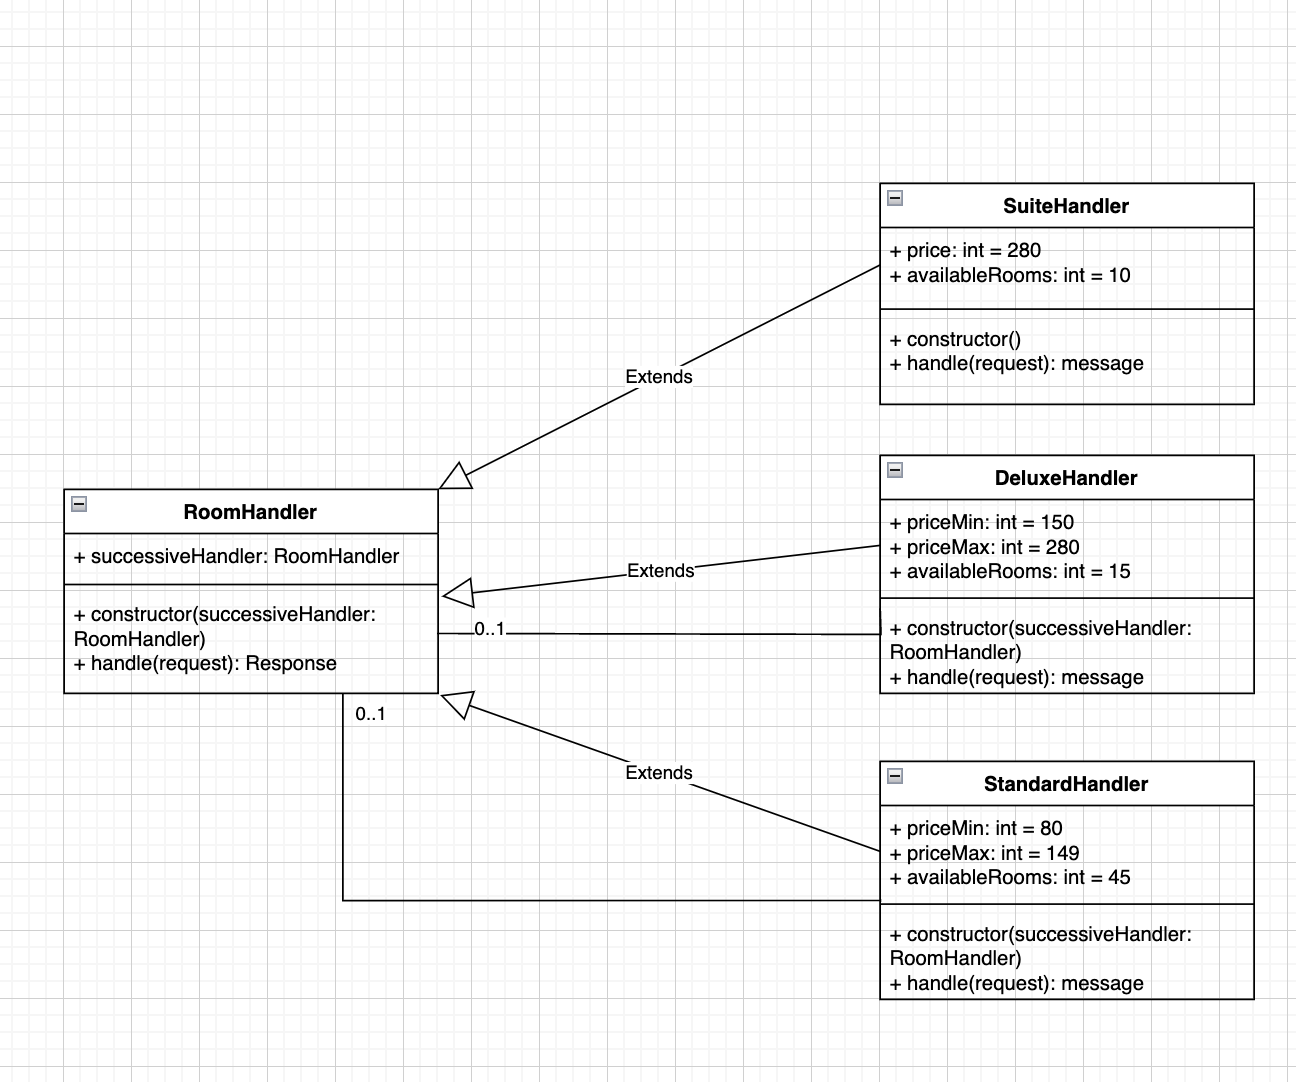 SuiteHandler
+ price: int = 280
+ availableRooms: int = 10
+ constructor()
+ handle(request): message
Extends
DeluxeHandler
+ priceMin: int = 150
+ priceMax: int = 280
+ availableRooms: int = 15
+ constructor(successiveHandler:
RoomHandler)
+ handle(request): message
Extends
0..1
RoomHandler
+ successiveHandler: RoomHandler
+ constructor(successiveHandler:
RoomHandler)
+ handle(request): Response
0..1
Extends
StandardHandler
+ priceMin: int = 80
+ priceMax: int = 149
+ availableRooms: int = 45
+ constructor(successiveHandler:
RoomHandler)
+ handle(request): message